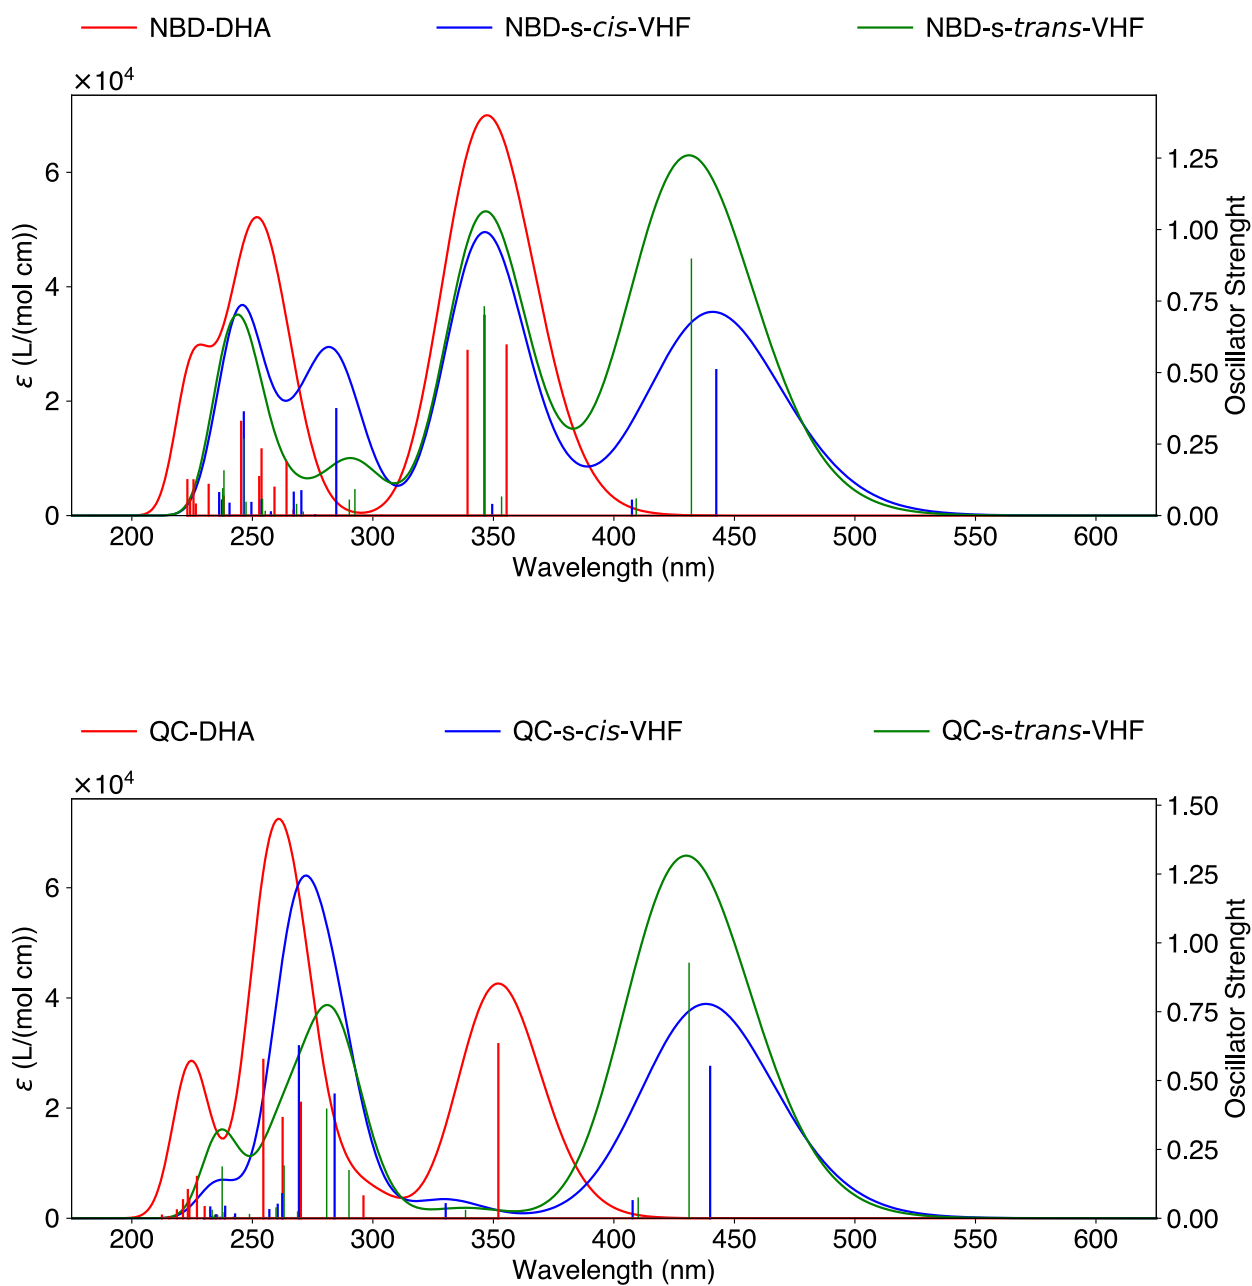 NBD-DHA NBD-s-cis-VHF NBD-s-trans-VHF
×10⁴
6
4
2
0
ε (L/(mol cm))
1.25
1.00
0.75
0.50
0.25
0.00
Oscillator Strenght
200 250 300 350 400 450 500 550 600
Wavelength (nm)
QC-DHA QC-s-cis-VHF QC-s-trans-VHF
×10⁴
6
4
2
0
ε (L/(mol cm))
1.50
1.25
1.00
0.75
0.50
0.25
0.00
Oscillator Strenght
200 250 300 350 400 450 500 550 600
Wavelength (nm)